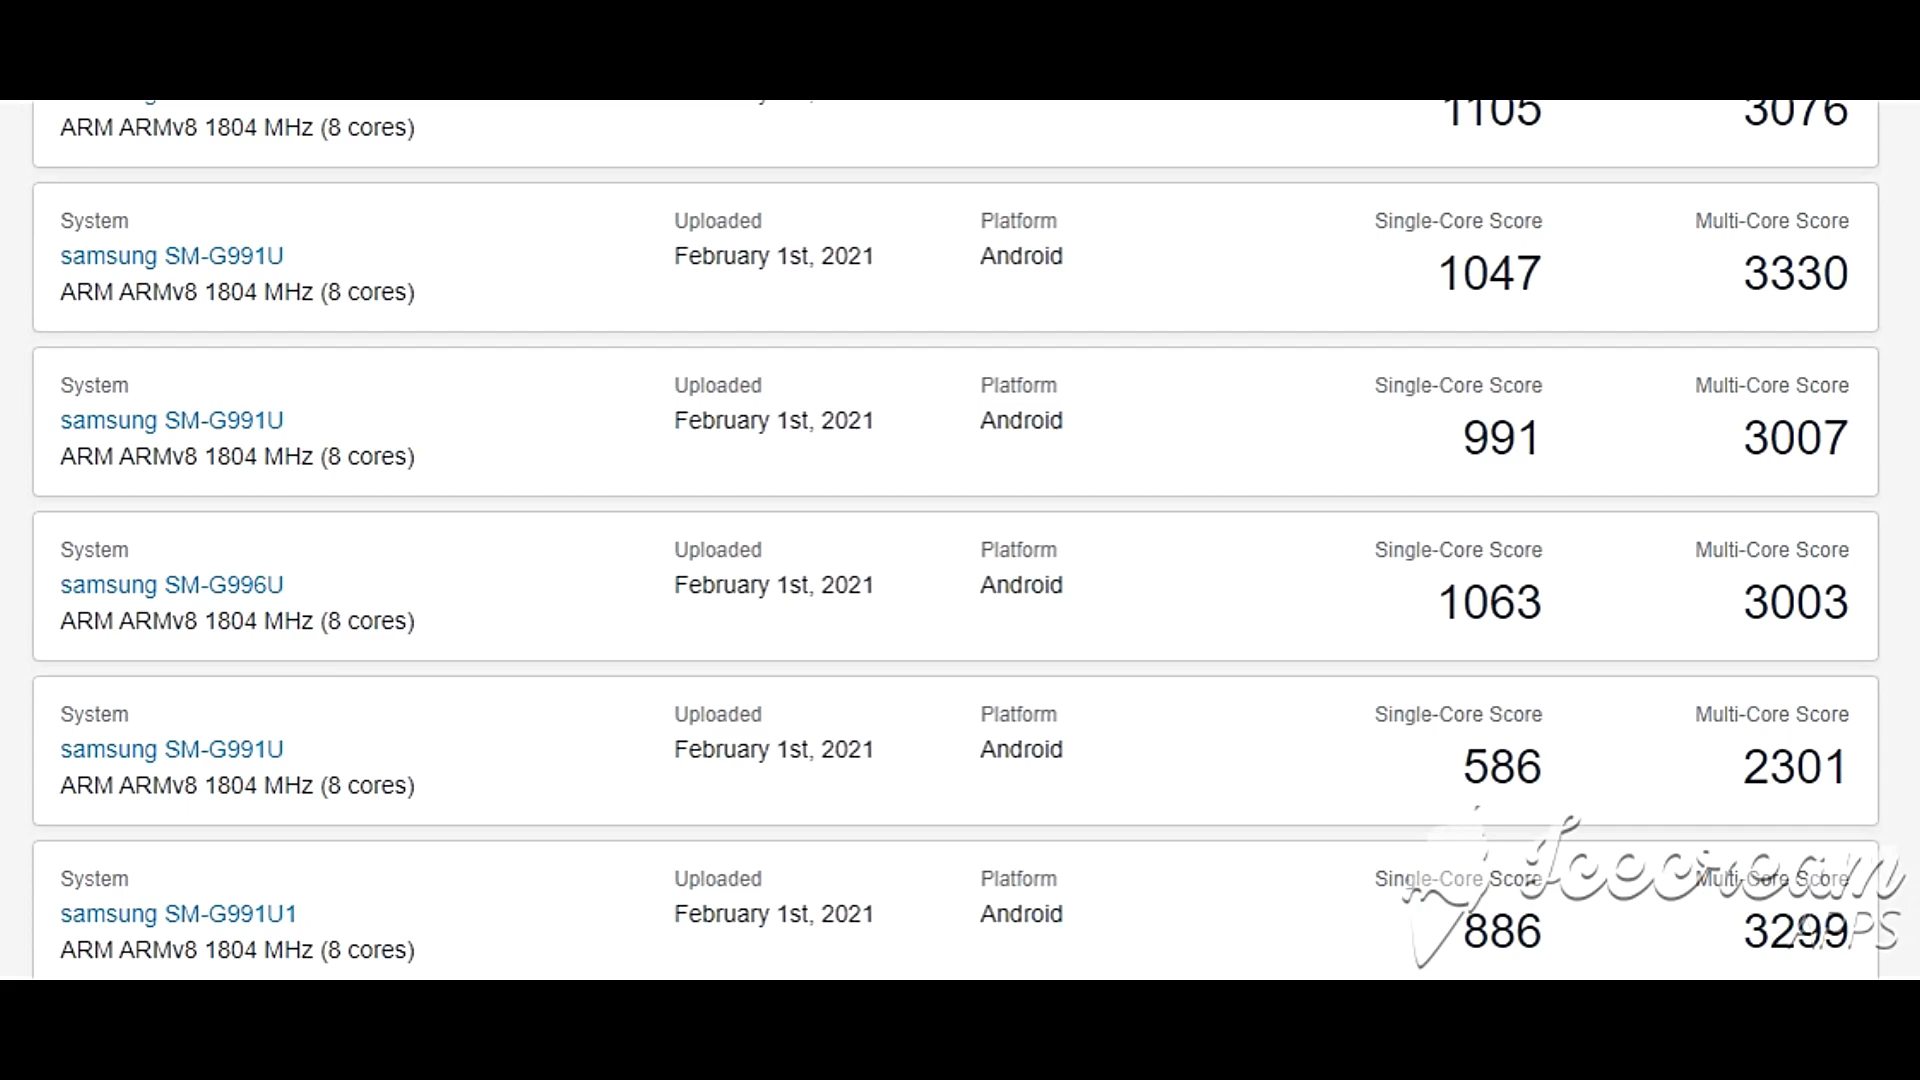 ARM ARMv8 1804 MHz (8 cores)
1105 3076
System Uploaded Platform Single-Core Score Multi-Core Score
samsung SM-G991U February 1st, 2021 Android 1047 3330
ARM ARMv8 1804 MHz (8 cores)
System Uploaded Platform Single-Core Score Multi-Core Score
samsung SM-G991U February 1st, 2021 Android 991 3007
ARM ARMv8 1804 MHz (8 cores)
System Uploaded Platform Single-Core Score Multi-Core Score
samsung SM-G996U February 1st, 2021 Android 1063 3003
ARM ARMv8 1804 MHz (8 cores)
System Uploaded Platform Single-Core Score Multi-Core Score
samsung SM-G991U February 1st, 2021 Android 586 2301
ARM ARMv8 1804 MHz (8 cores)
System Uploaded Platform Single-Core Score Multi-Core Score
samsung SM-G991U1 February 1st, 2021 Android 886 3299
ARM ARMv8 1804 MHz (8 cores)
Icecream
APPS